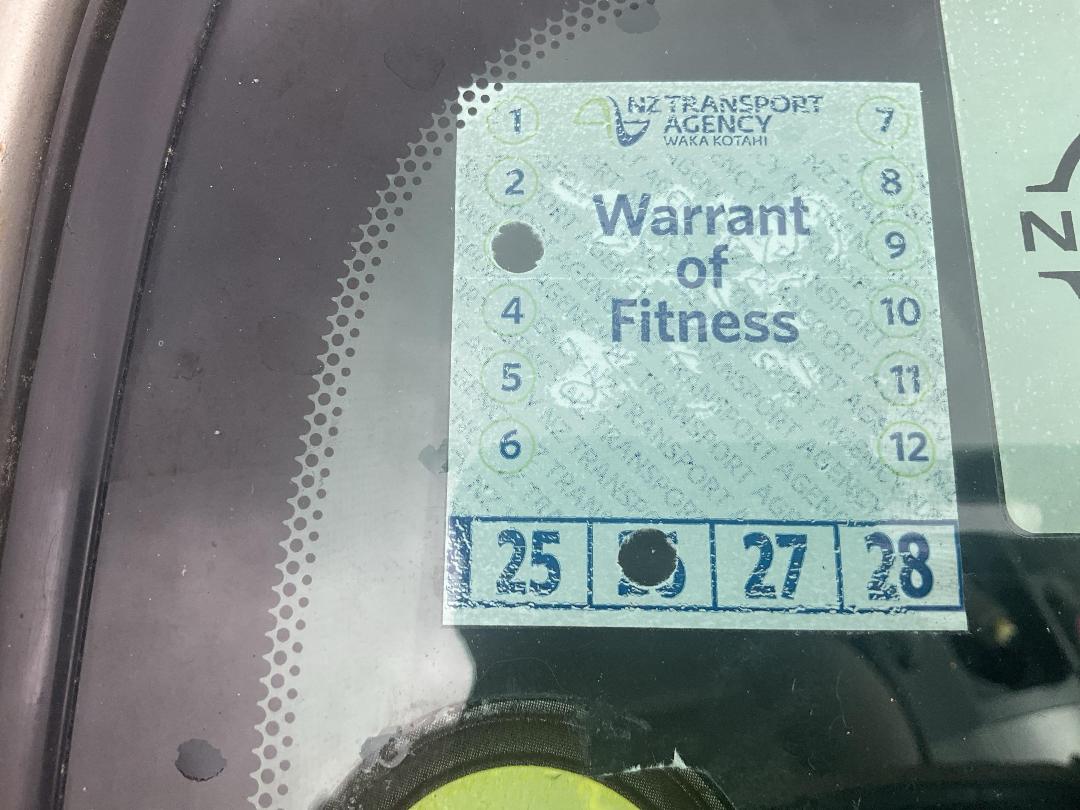 NZ TRANSPORT
AGENCY
WAKA KOTAHI
1
7
2
8
Warrant
of
Fitness
9
4
10
5
11
6
12
25
27
28
N